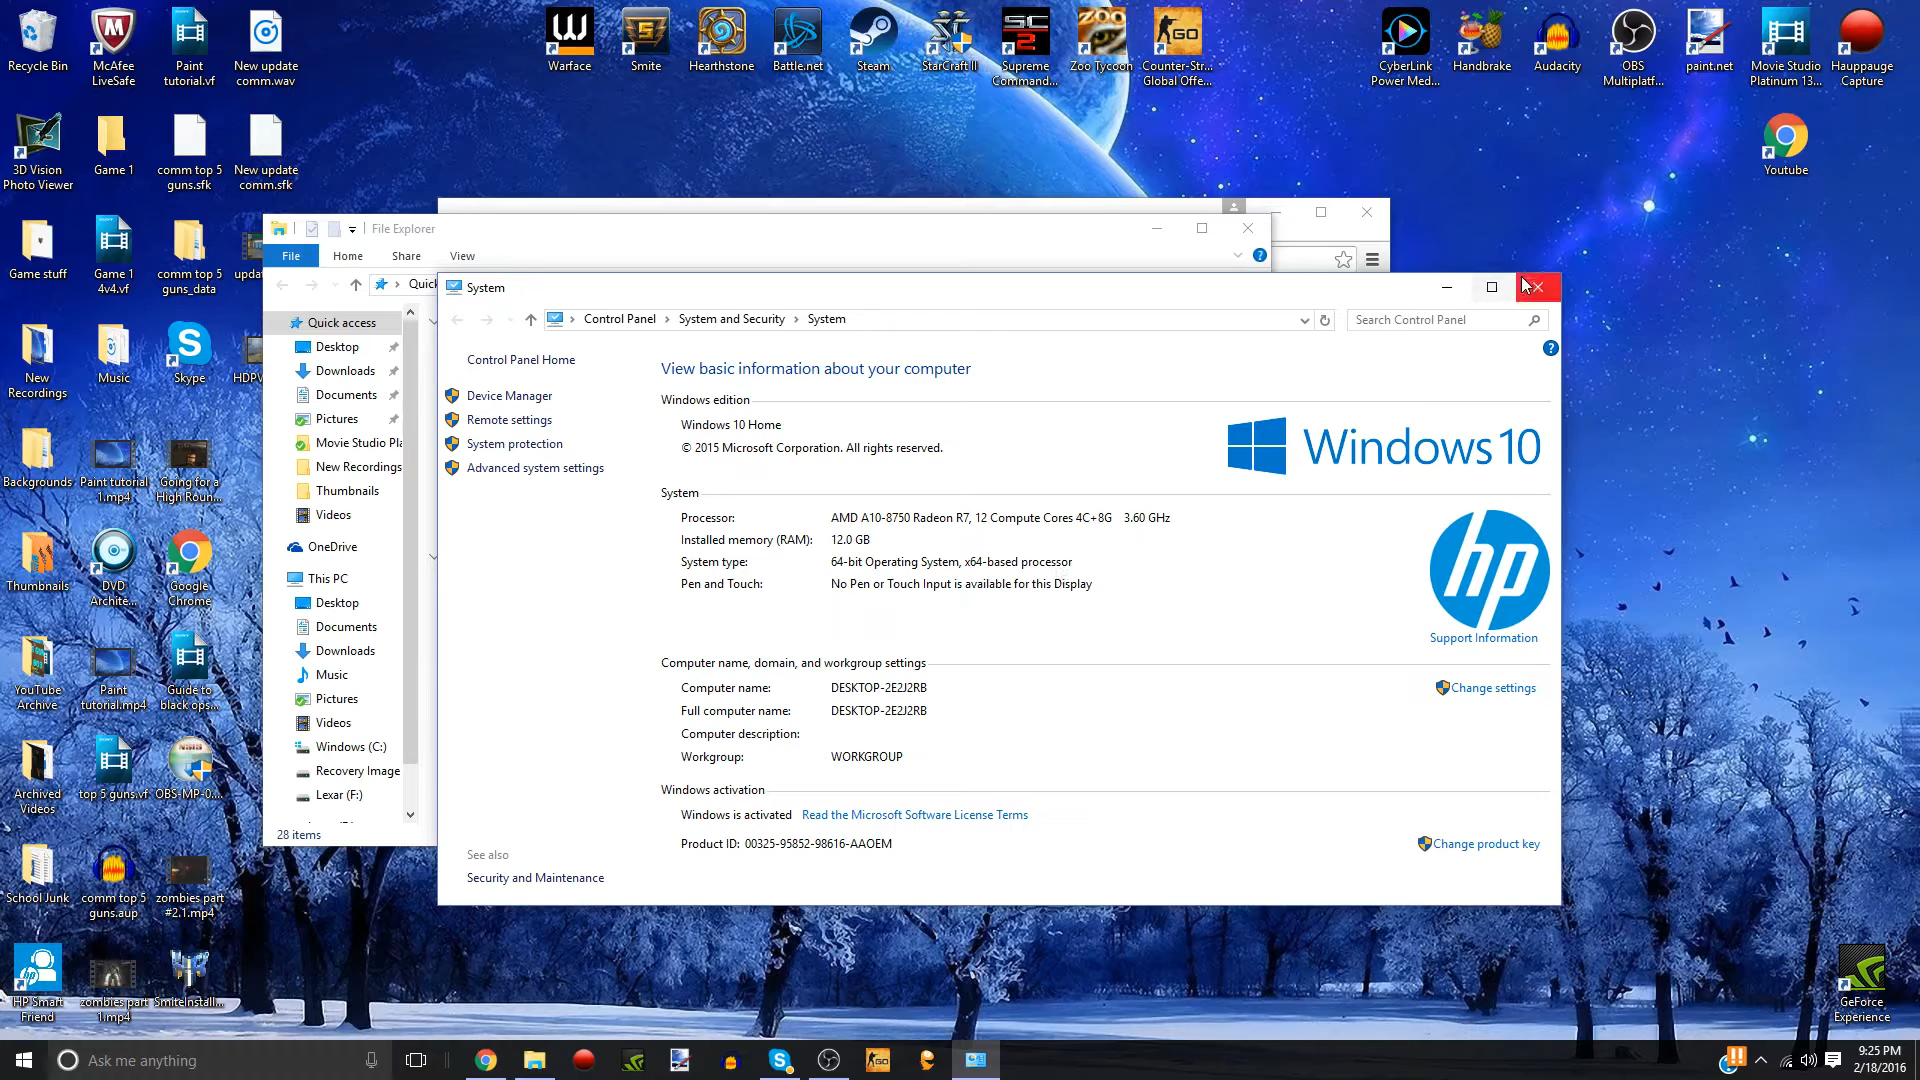 Recycle Bin
McAfee
LiveSafe
Paint
tutorial.vf
New update
comm.wav
Warface
Smite
Hearthstone
Battle.net
Steam
StarCraft II
Supreme
Command...
Zoo Tycoon
Counter-Str...
Global Offe...
CyberLink
Power Med...
Handbrake
Audacity
OBS
Multiplatf...
paint.net
Movie Studio
Platinum 13...
Hauppauge
Capture
3D Vision
Photo Viewer
Game 1
comm top 5
guns.sfk
New update
comm.sfk
Youtube
Game stuff
Game 1
4v4.vf
comm top 5
guns_data
updat
New
Recordings
Music
Skype
HDPV
Backgrounds
Paint tutorial
1.mp4
Going for a
High Roun...
Thumbnails
DVD
Archite...
Google
Chrome
YouTube
Archive
Paint
tutorial.mp4
Guide to
black ops...
Archived
Videos
top 5 guns.vf
OBS-MP-0....
School Junk
comm top 5
guns.aup
zombies part
#2.1.mp4
HP Smart
Friend
zombies part
1.mp4
SmiteInstall...
GeForce
Experience
File Explorer
File
Home
Share
View
Quick
Quick access
Desktop
Downloads
Documents
Pictures
Movie Studio Pla
New Recordings
Thumbnails
Videos
OneDrive
This PC
Desktop
Documents
Downloads
Music
Pictures
Videos
Windows (C:)
Recovery Image
Lexar (F:)
28 items
System
Control Panel > System and Security > System
Search Control Panel
Control Panel Home
Device Manager
Remote settings
System protection
Advanced system settings
See also
Security and Maintenance
View basic information about your computer
Windows edition
Windows 10 Home
© 2015 Microsoft Corporation. All rights reserved.
Windows 10
System
Processor: AMD A10-8750 Radeon R7, 12 Compute Cores 4C+8G 3.60 GHz
Installed memory (RAM): 12.0 GB
System type: 64-bit Operating System, x64-based processor
Pen and Touch: No Pen or Touch Input is available for this Display
hp
Support Information
Computer name, domain, and workgroup settings
Computer name: DESKTOP-2E2J2RB
Change settings
Full computer name: DESKTOP-2E2J2RB
Computer description:
Workgroup: WORKGROUP
Windows activation
Windows is activated Read the Microsoft Software License Terms
Product ID: 00325-95852-98616-AAOEM
Change product key
Ask me anything
9:25 PM
2/18/2016